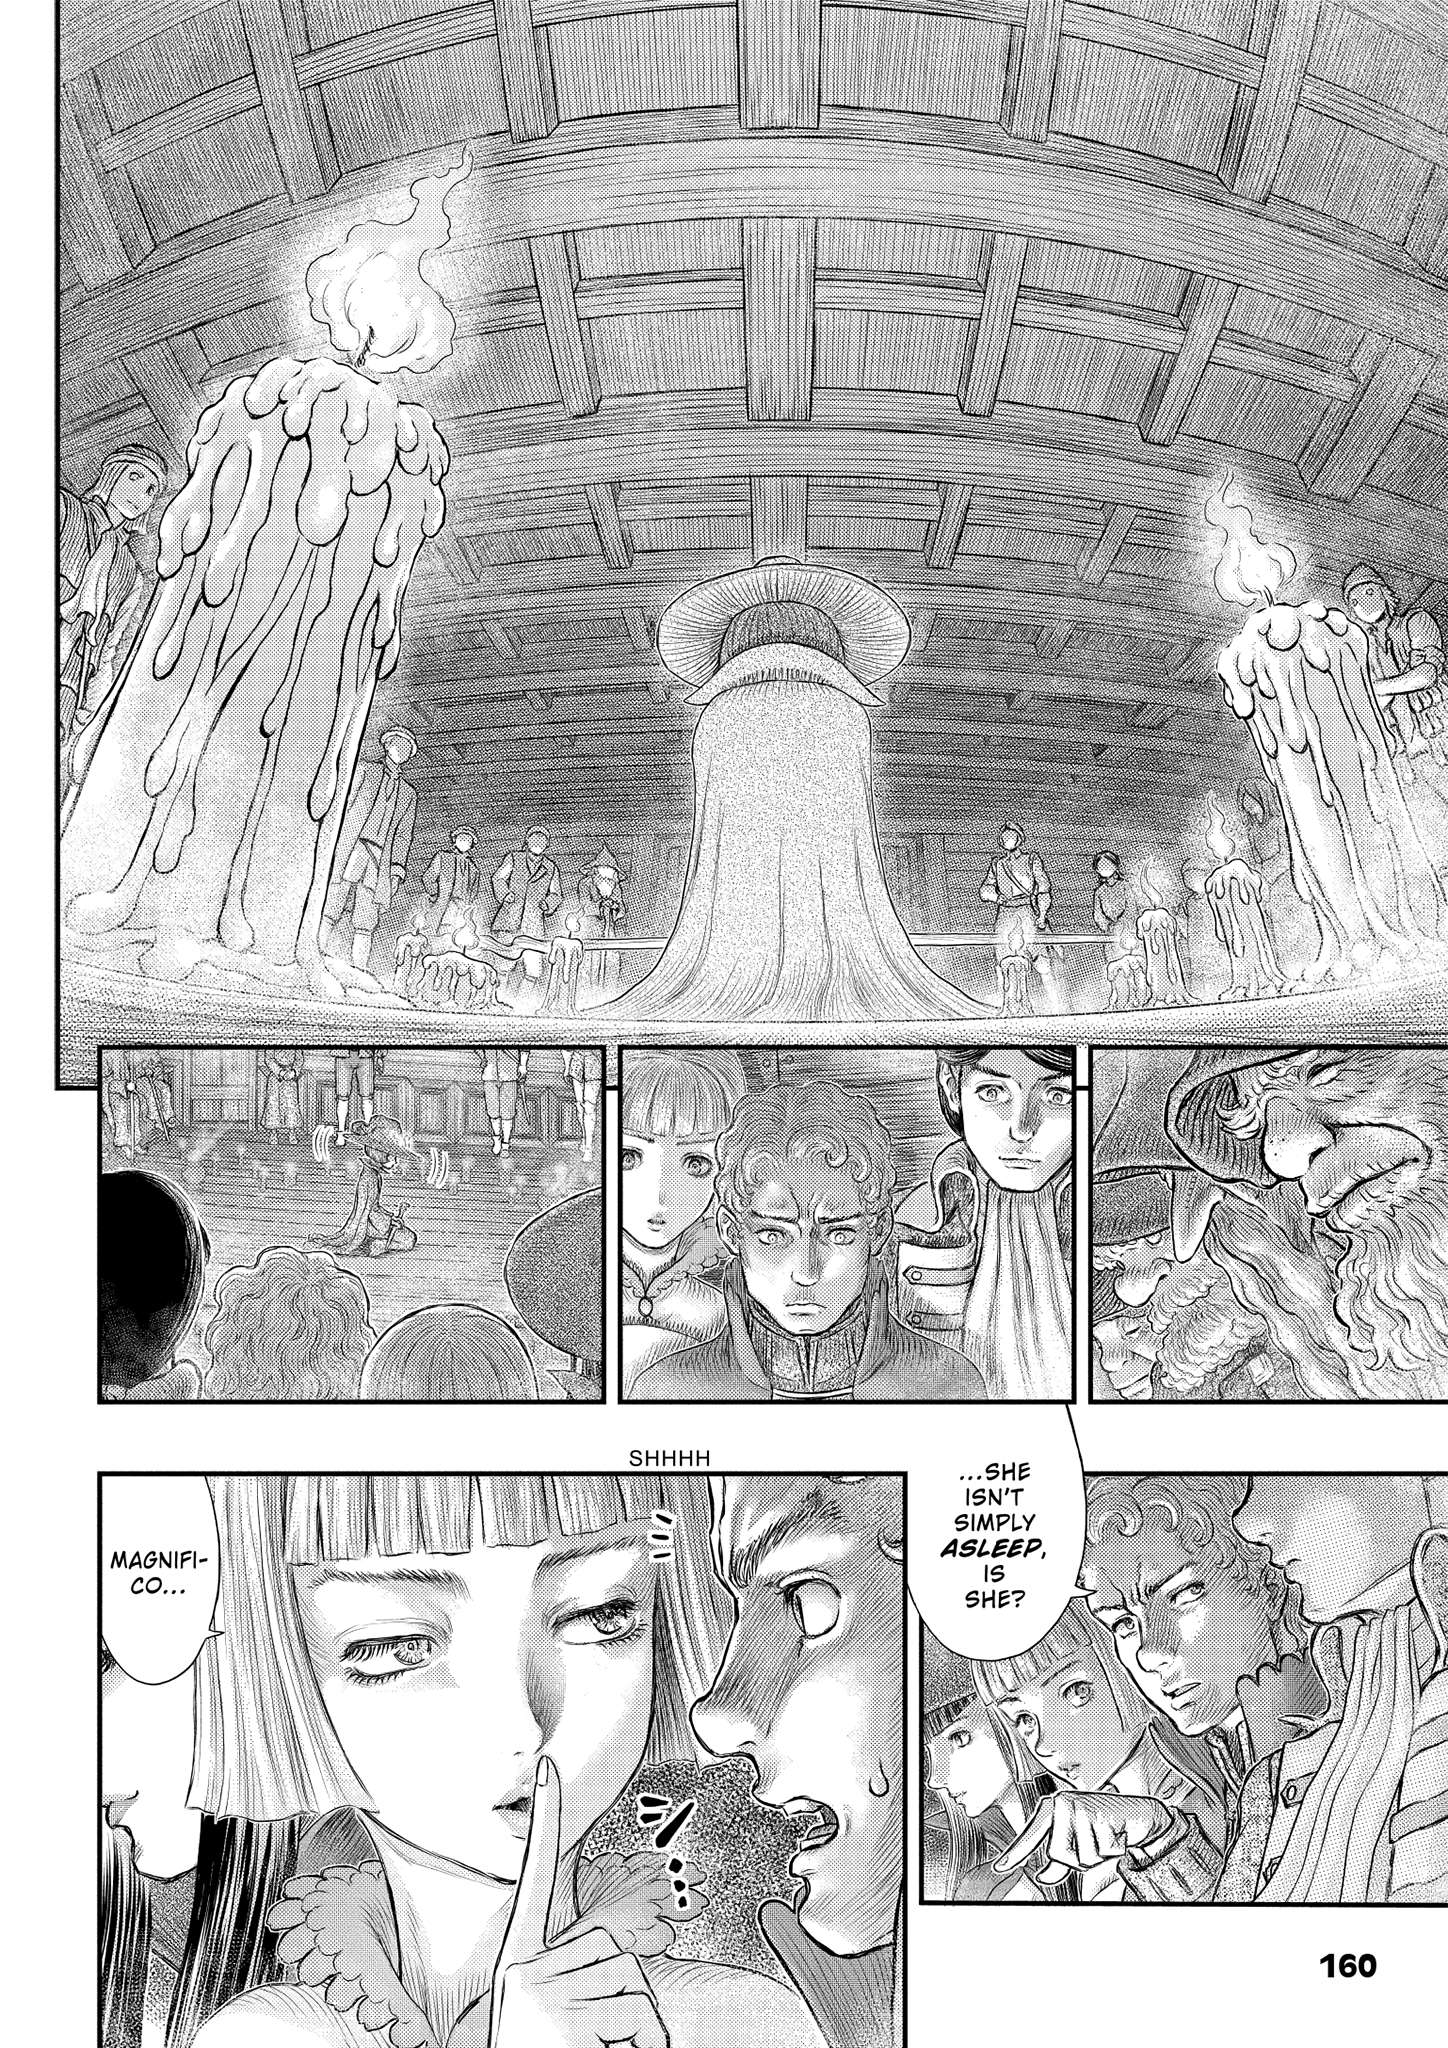 ...SHE
ISN'T
SIMPLY
ASLEEP,
IS
SHE?
SHHHH
MAGNIFI-
CO...
160